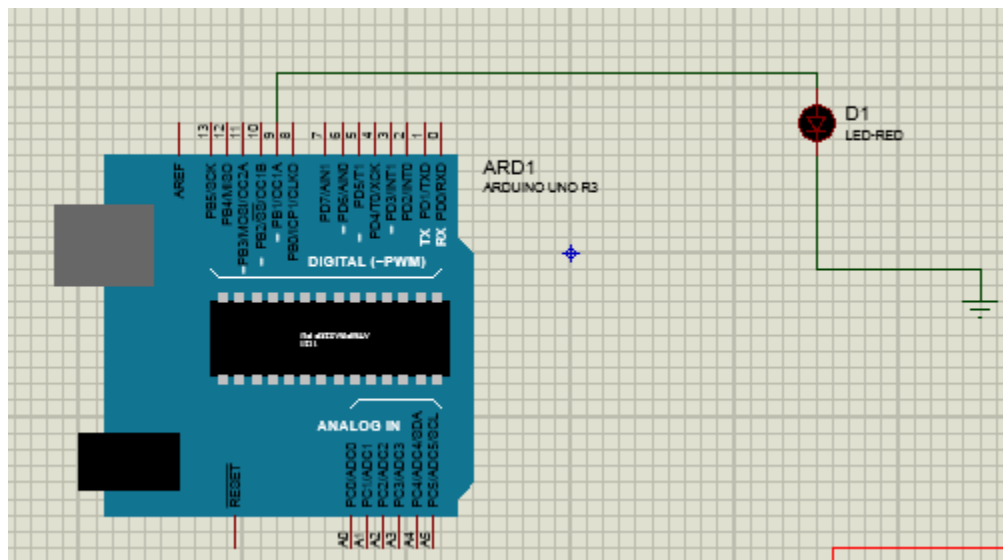 D1
LED-RED
ARD1
ARDUINO UNO R3
13
12
11
10
9
8
7
6
5
4
3
2
1
0
AREF
PB5/SCK
PB4/MISO
PB3/MOSI/OC2A
PB2/SS/OC1B
PB1/OC1A
PB0/ICP1/CLKO
PD7/AIN1
PD6/AIN0
PD5/T1
PD4/T0/XCK
PD3/INT1
PD2/INT0
PD1/TXD
PD0/RXD
TX
RX
DIGITAL (~PWM)
ANALOG IN
RESET
PC0/ADC0
PC1/ADC1
PC2/ADC2
PC3/ADC3
PC4/ADC4/SDA
PC5/ADC5/SCL
A0
A1
A2
A3
A4
A5